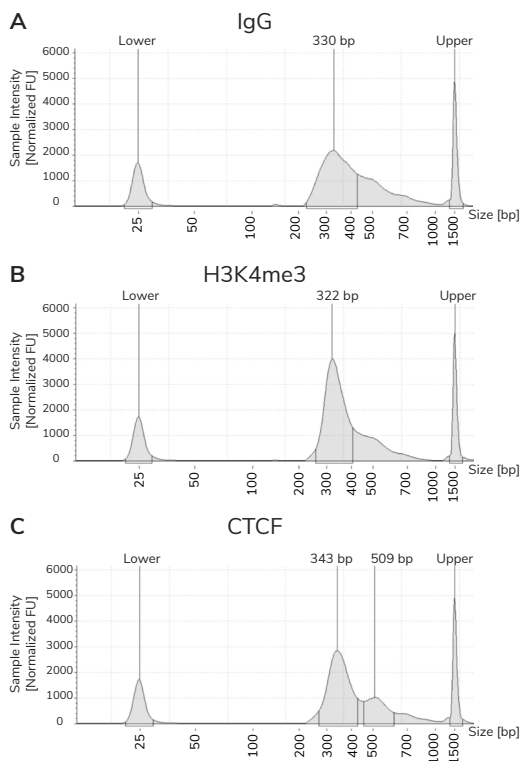 A
IgG
Lower 330 bp Upper
Sample Intensity
[Normalized FU]
6000
5000
4000
3000
2000
1000
0
25 50 100 200 300 400 500 700 1000 1500 Size [bp]
B
H3K4me3
Lower 322 bp Upper
Sample Intensity
[Normalized FU]
6000
5000
4000
3000
2000
1000
0
25 50 100 200 300 400 500 700 1000 1500 Size [bp]
C
CTCF
Lower 343 bp 509 bp Upper
Sample Intensity
[Normalized FU]
6000
5000
4000
3000
2000
1000
0
25 50 100 200 300 400 500 700 1000 1500 Size [bp]